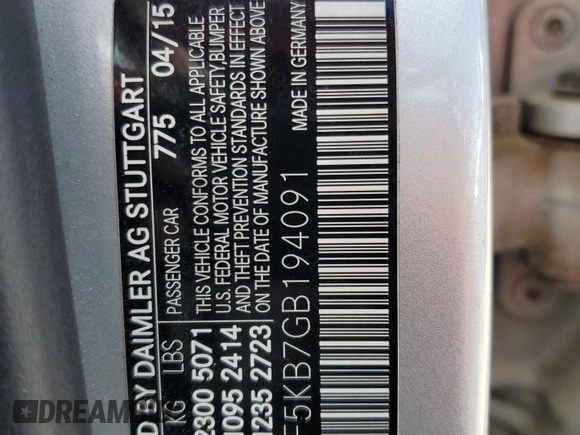 D BY DAIMLER AG STUTTGART
KG LBS PASSENGER CAR 775 04/15
2300 5071 THIS VEHICLE CONFORMS TO ALL APPLICABLE
U.S. FEDERAL MOTOR VEHICLE SAFETY,BUMPER
1095 2414 AND THEFT PREVENTION STANDARDS IN EFFECT
1235 2723 ON THE DATE OF MANUFACTURE SHOWN ABOVE
F5KB7GB194091 MADE IN GERMANY